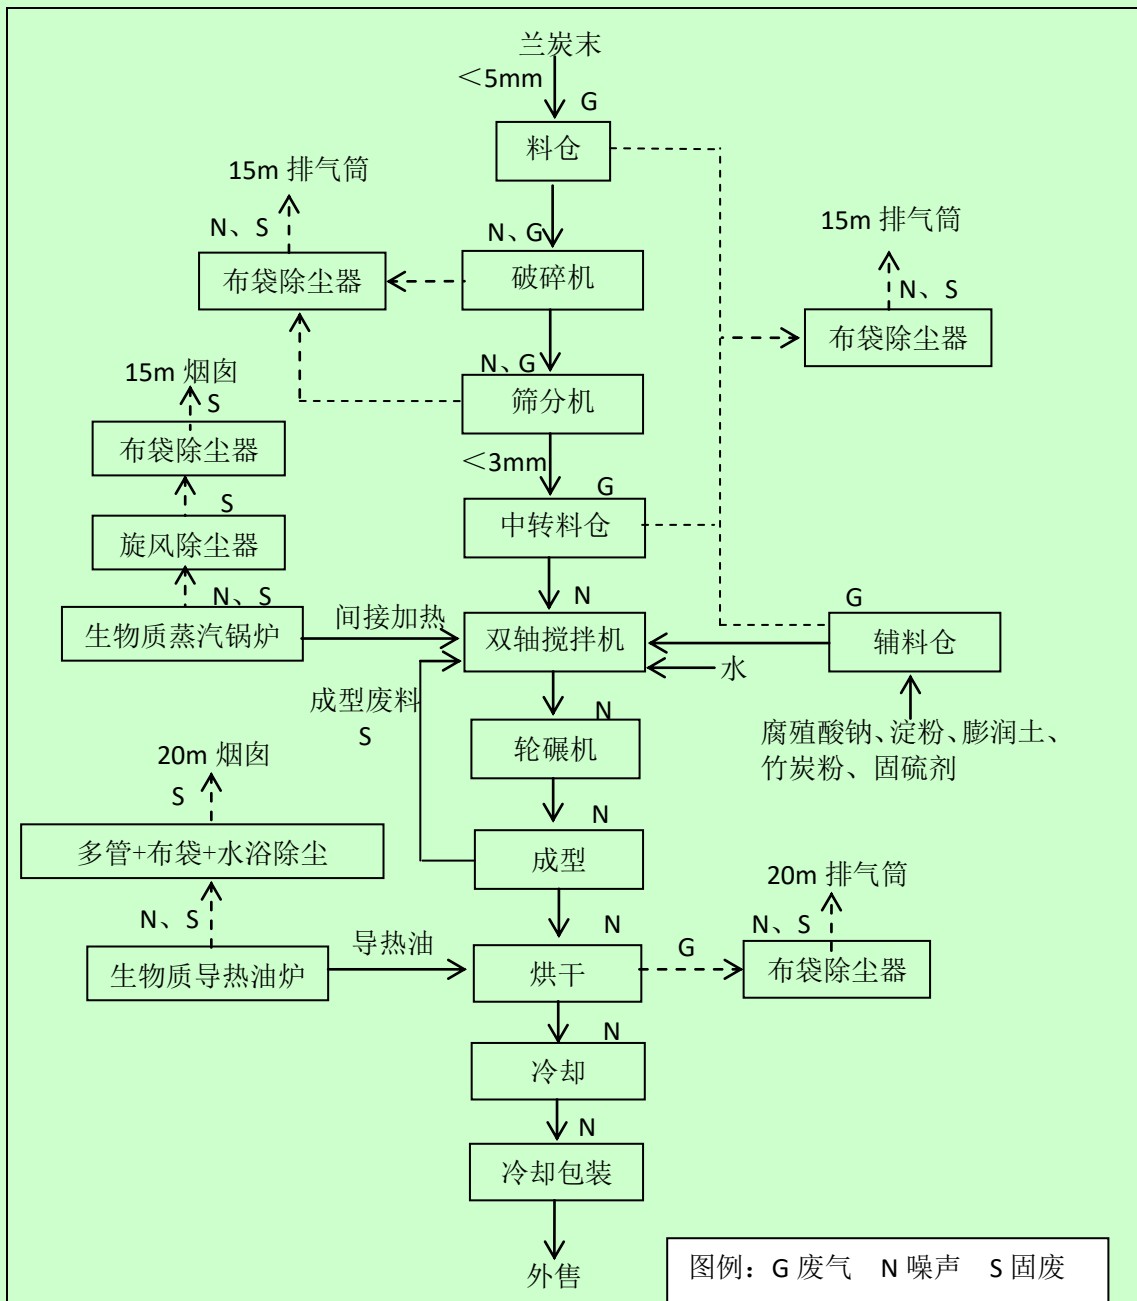 兰炭末
<5mm
G
料仓
15m 排气筒
N、S
N、G
15m 排气筒
N、S
布袋除尘器
破碎机
布袋除尘器
15m 烟囱
S
N、G
筛分机
布袋除尘器
<3mm
S
G
中转料仓
旋风除尘器
N、S
N
G
生物质蒸汽锅炉
间接加热
双轴搅拌机
辅料仓
水
成型废料
S
N
轮碾机
腐殖酸钠、淀粉、膨润土、
竹炭粉、固硫剂
20m 烟囱
S
N
多管+布袋+水浴除尘
成型
20m 排气筒
N、S
N
N、S
生物质导热油炉
导热油
烘干
G
布袋除尘器
N
冷却
N
冷却包装
外售
图例：G 废气 N 噪声 S 固废